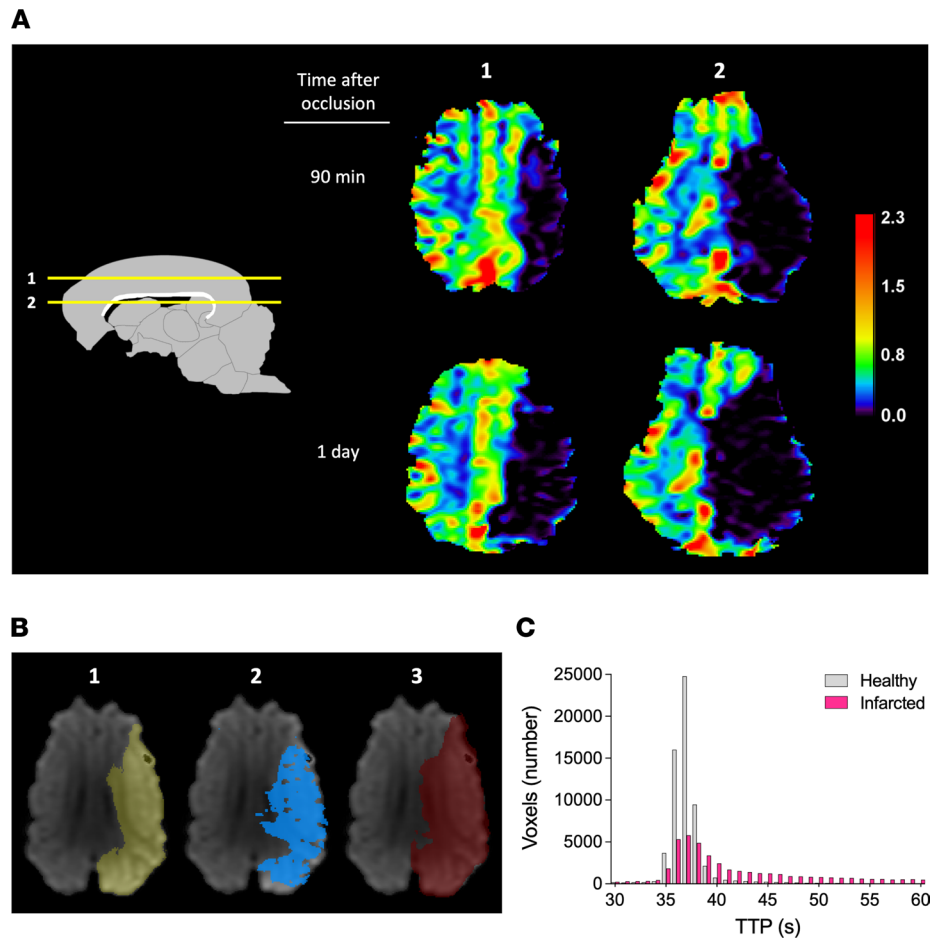 A
Time after
occlusion
1
2
90 min
1
2
2.3
1.5
0.8
0.0
1 day
B
1
2
3
C
25000
20000
15000
10000
5000
0
Voxels (number)
Healthy
Infarcted
30
35
40
45
50
55
60
TTP (s)